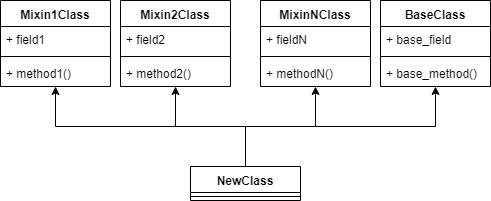 Mixin1Class
+ field1
+ method1()
Mixin2Class
+ field2
+ method2()
MixinNClass
+ fieldN
+ methodN()
BaseClass
+ base_field
+ base_method()
NewClass